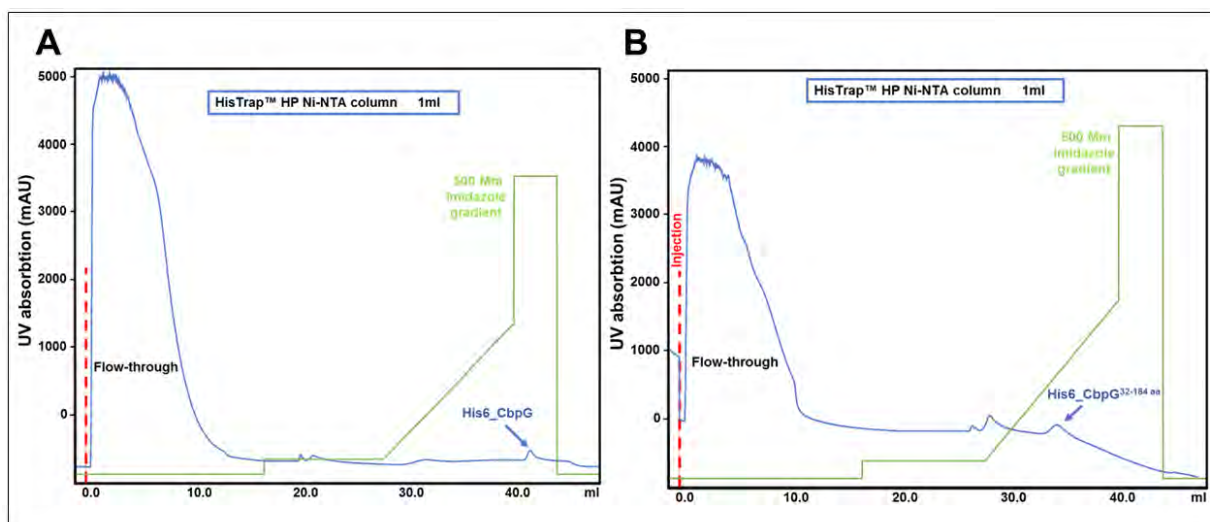 A
HisTrap™ HP Ni-NTA column 1ml
UV absorbtion (mAU)
5000
4000
3000
2000
1000
0
500 Mm
Imidazole
gradient
Flow-through
His6_CbpG
0.0 10.0 20.0 30.0 40.0 ml
B
HisTrap™ HP Ni-NTA column 1ml
UV absorbtion (mAU)
5000
4000
3000
2000
1000
0
500 Mm
imidazole
gradient
Injection
Flow-through
His6_CbpG32-184 aa
0.0 10.0 20.0 30.0 40.0 ml